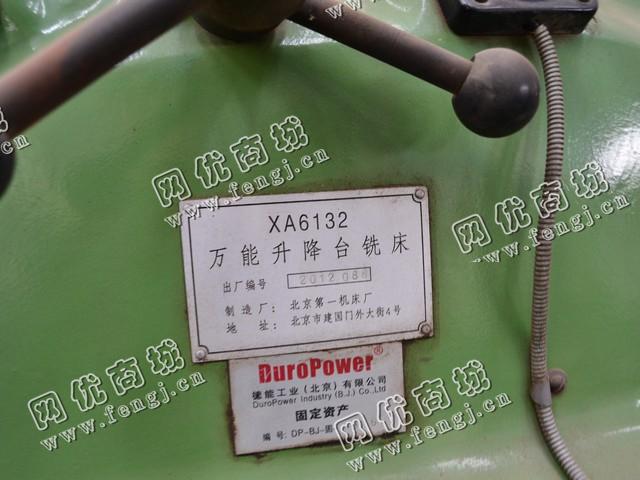 XA6132
万能升降台铣床
出厂编号 2012 086
制造厂： 北京第一机床厂
地 址： 北京市建国门外大街4号
DuroPower®
德能工业（北京）有限公司
DuroPower Industry (B.J.) Co.,Ltd
固定资产
编 号: DP-BJ-固
网优商城
www.fengj.cn
网优商城
www.fengj.cn
网优商城
www.fengj.cn
网优商城
www.fengj.cn
网优商城
www.fengj.cn